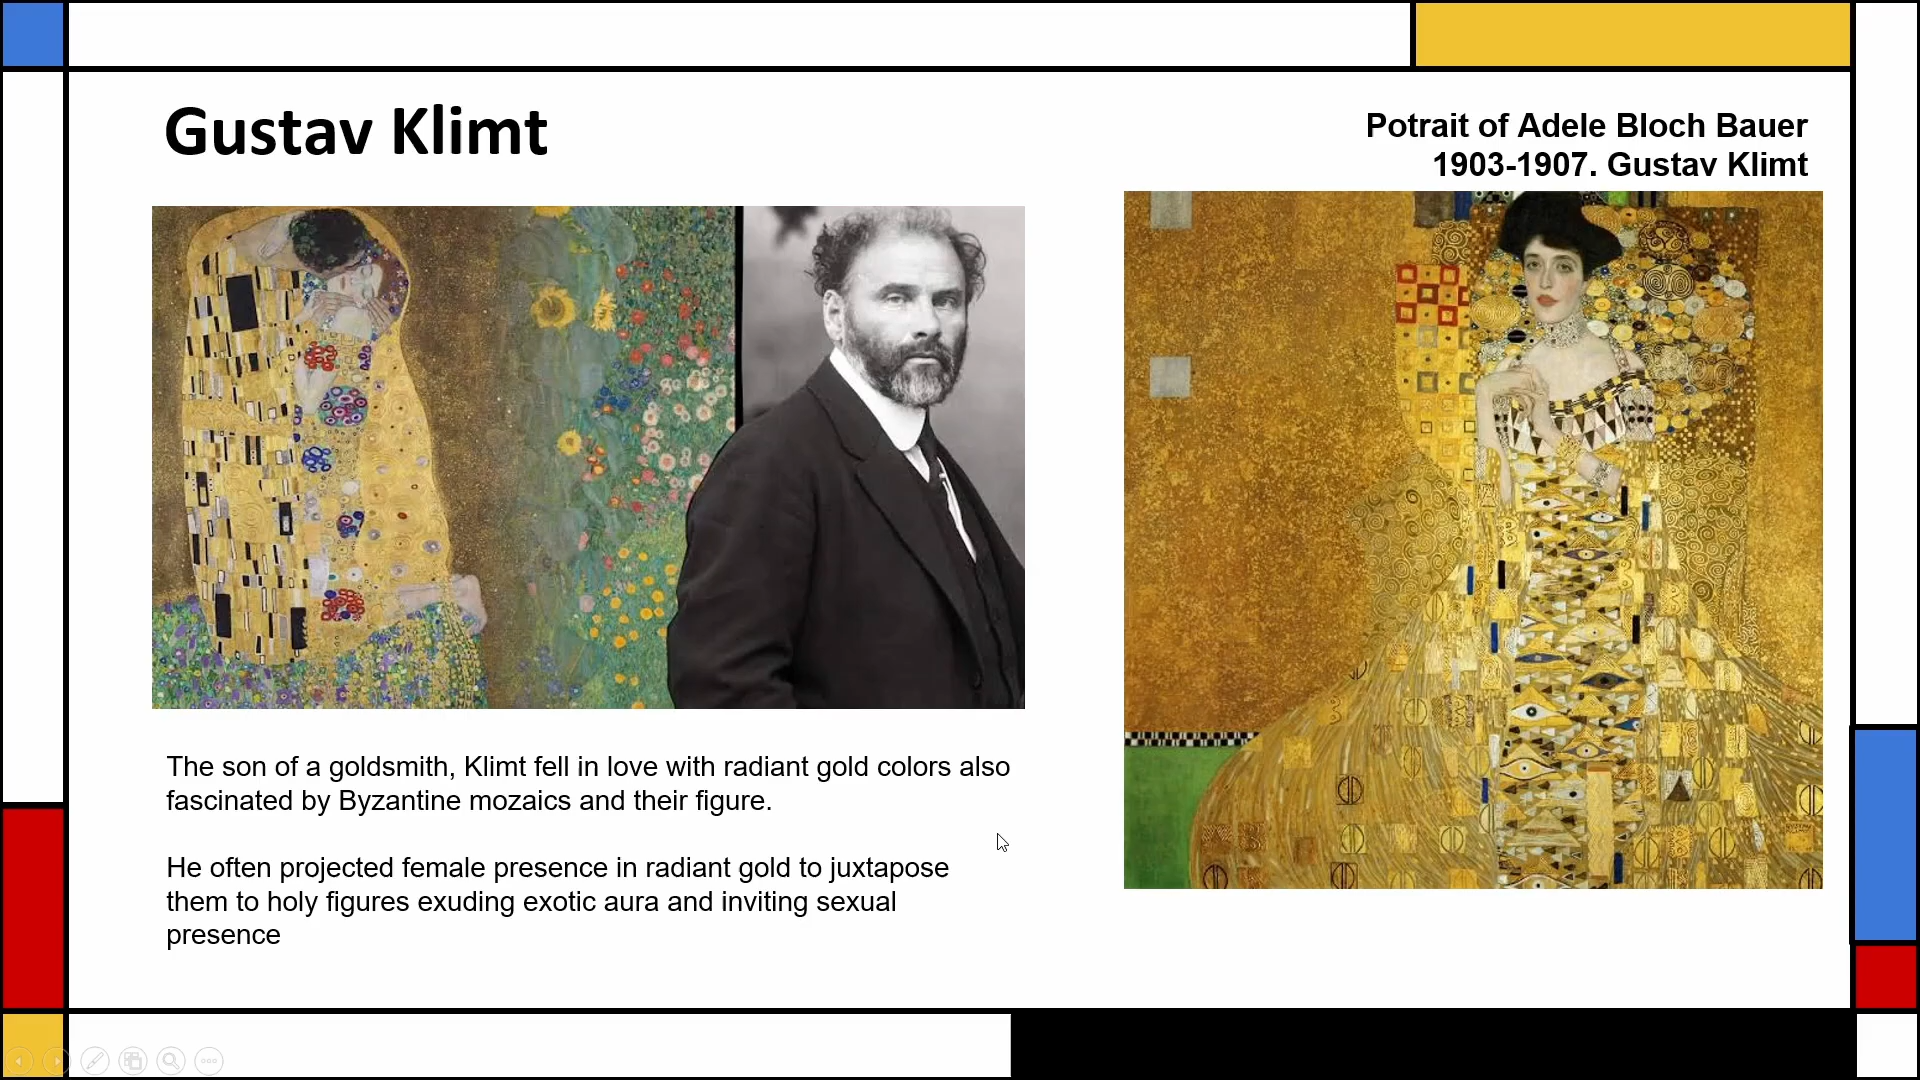 Gustav Klimt
Potrait of Adele Bloch Bauer
1903-1907. Gustav Klimt
The son of a goldsmith, Klimt fell in love with radiant gold colors also
fascinated by Byzantine mozaics and their figure.
He often projected female presence in radiant gold to juxtapose
them to holy figures exuding exotic aura and inviting sexual
presence